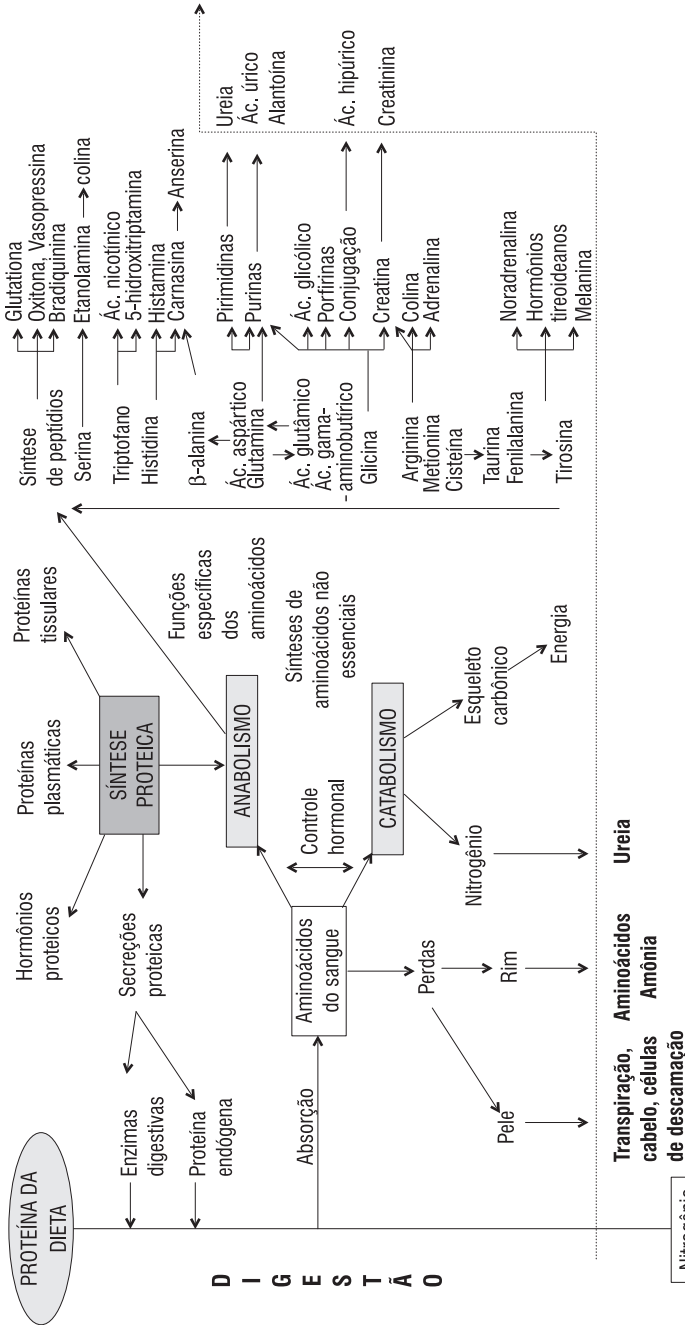 PROTEÍNA DA
DIETA
D I G E S T Ã O
Enzimas
digestivas
Proteína
endógena
Absorção
Hormônios
proteicos
Proteínas
plasmáticas
Proteínas
tissulares
SÍNTESE
PROTEICA
Secreções
proteicas
Aminoácidos
do sangue
Controle
hormonal
ANABOLISMO
CATABOLISMO
Funções
específicas
dos
aminoácidos
Sínteses de
aminoácidos não
essenciais
Perdas
Pele
Rim
Nitrogênio
Esqueleto
carbônico
Energia
Transpiração,
cabelo, células
de descamação
Aminoácidos
Amônia
Ureia
Síntese
de peptídios
Glutationa
Oxitona, Vasopressina
Bradiquinina
Serina
Etanolamina
colina
Triptofano
Histidina
Ác. nicotínico
5-hidroxitriptamina
Histamina
Carnasina
Anserina
β-alanina
Ác. aspártico
Glutamina
Pirimidinas
Purinas
Ureia
Ác. úrico
Alantoína
Ác. glutâmico
Ác. gama-
- aminobutírico
Glicina
Ác. glicólico
Porfirinas
Conjugação
Ác. hipúrico
Creatina
Creatinina
Arginina
Metionina
Cisteína
Colina
Adrenalina
Taurina
Fenilalanina
Tirosina
Noradrenalina
Hormônios
tireoideanos
Melanina